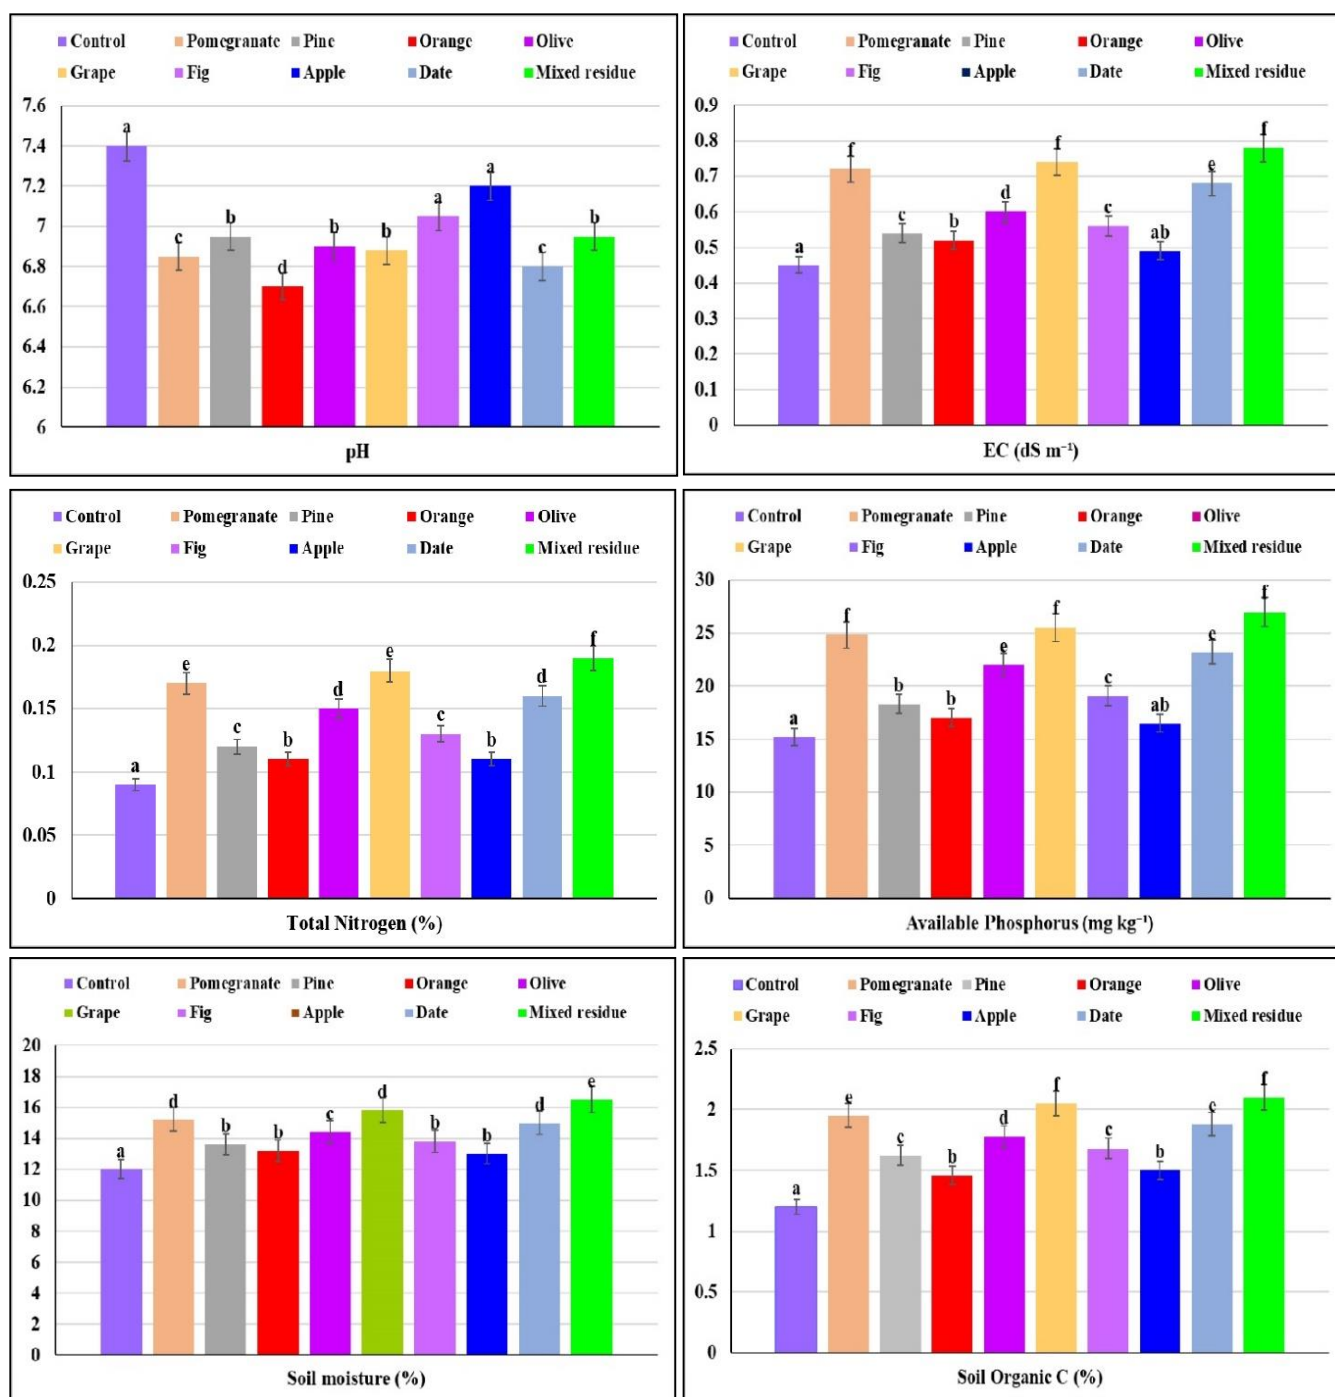 Control Pomegranate Pine Orange Olive
Grape Fig Apple Date Mixed residue
7.6
7.4
7.2
7
6.8
6.6
6.4
6.2
6
a c b d b b a a c b
pH
Control Pomegranate Pine Orange Olive
Grape Fig Apple Date Mixed residue
0.9
0.8
0.7
0.6
0.5
0.4
0.3
0.2
0.1
0
a f c b d f c ab e f
EC (dS m⁻¹)
Control Pomegranate Pine Orange Olive
Grape Fig Apple Date Mixed residue
0.25
0.2
0.15
0.1
0.05
0
a e c b d e c b d f
Total Nitrogen (%)
Control Pomegranate Pine Orange Olive
Grape Fig Apple Date Mixed residue
30
25
20
15
10
5
0
a f b b e f c ab e f
Available Phosphorus (mg kg⁻¹)
Control Pomegranate Pine Orange Olive
Grape Fig Apple Date Mixed residue
20
18
16
14
12
10
8
6
4
2
0
a d b b c d b b d e
Soil moisture (%)
Control Pomegranate Pine Orange Olive
Grape Fig Apple Date Mixed residue
2.5
2
1.5
1
0.5
0
a e c b d f c b e f
Soil Organic C (%)